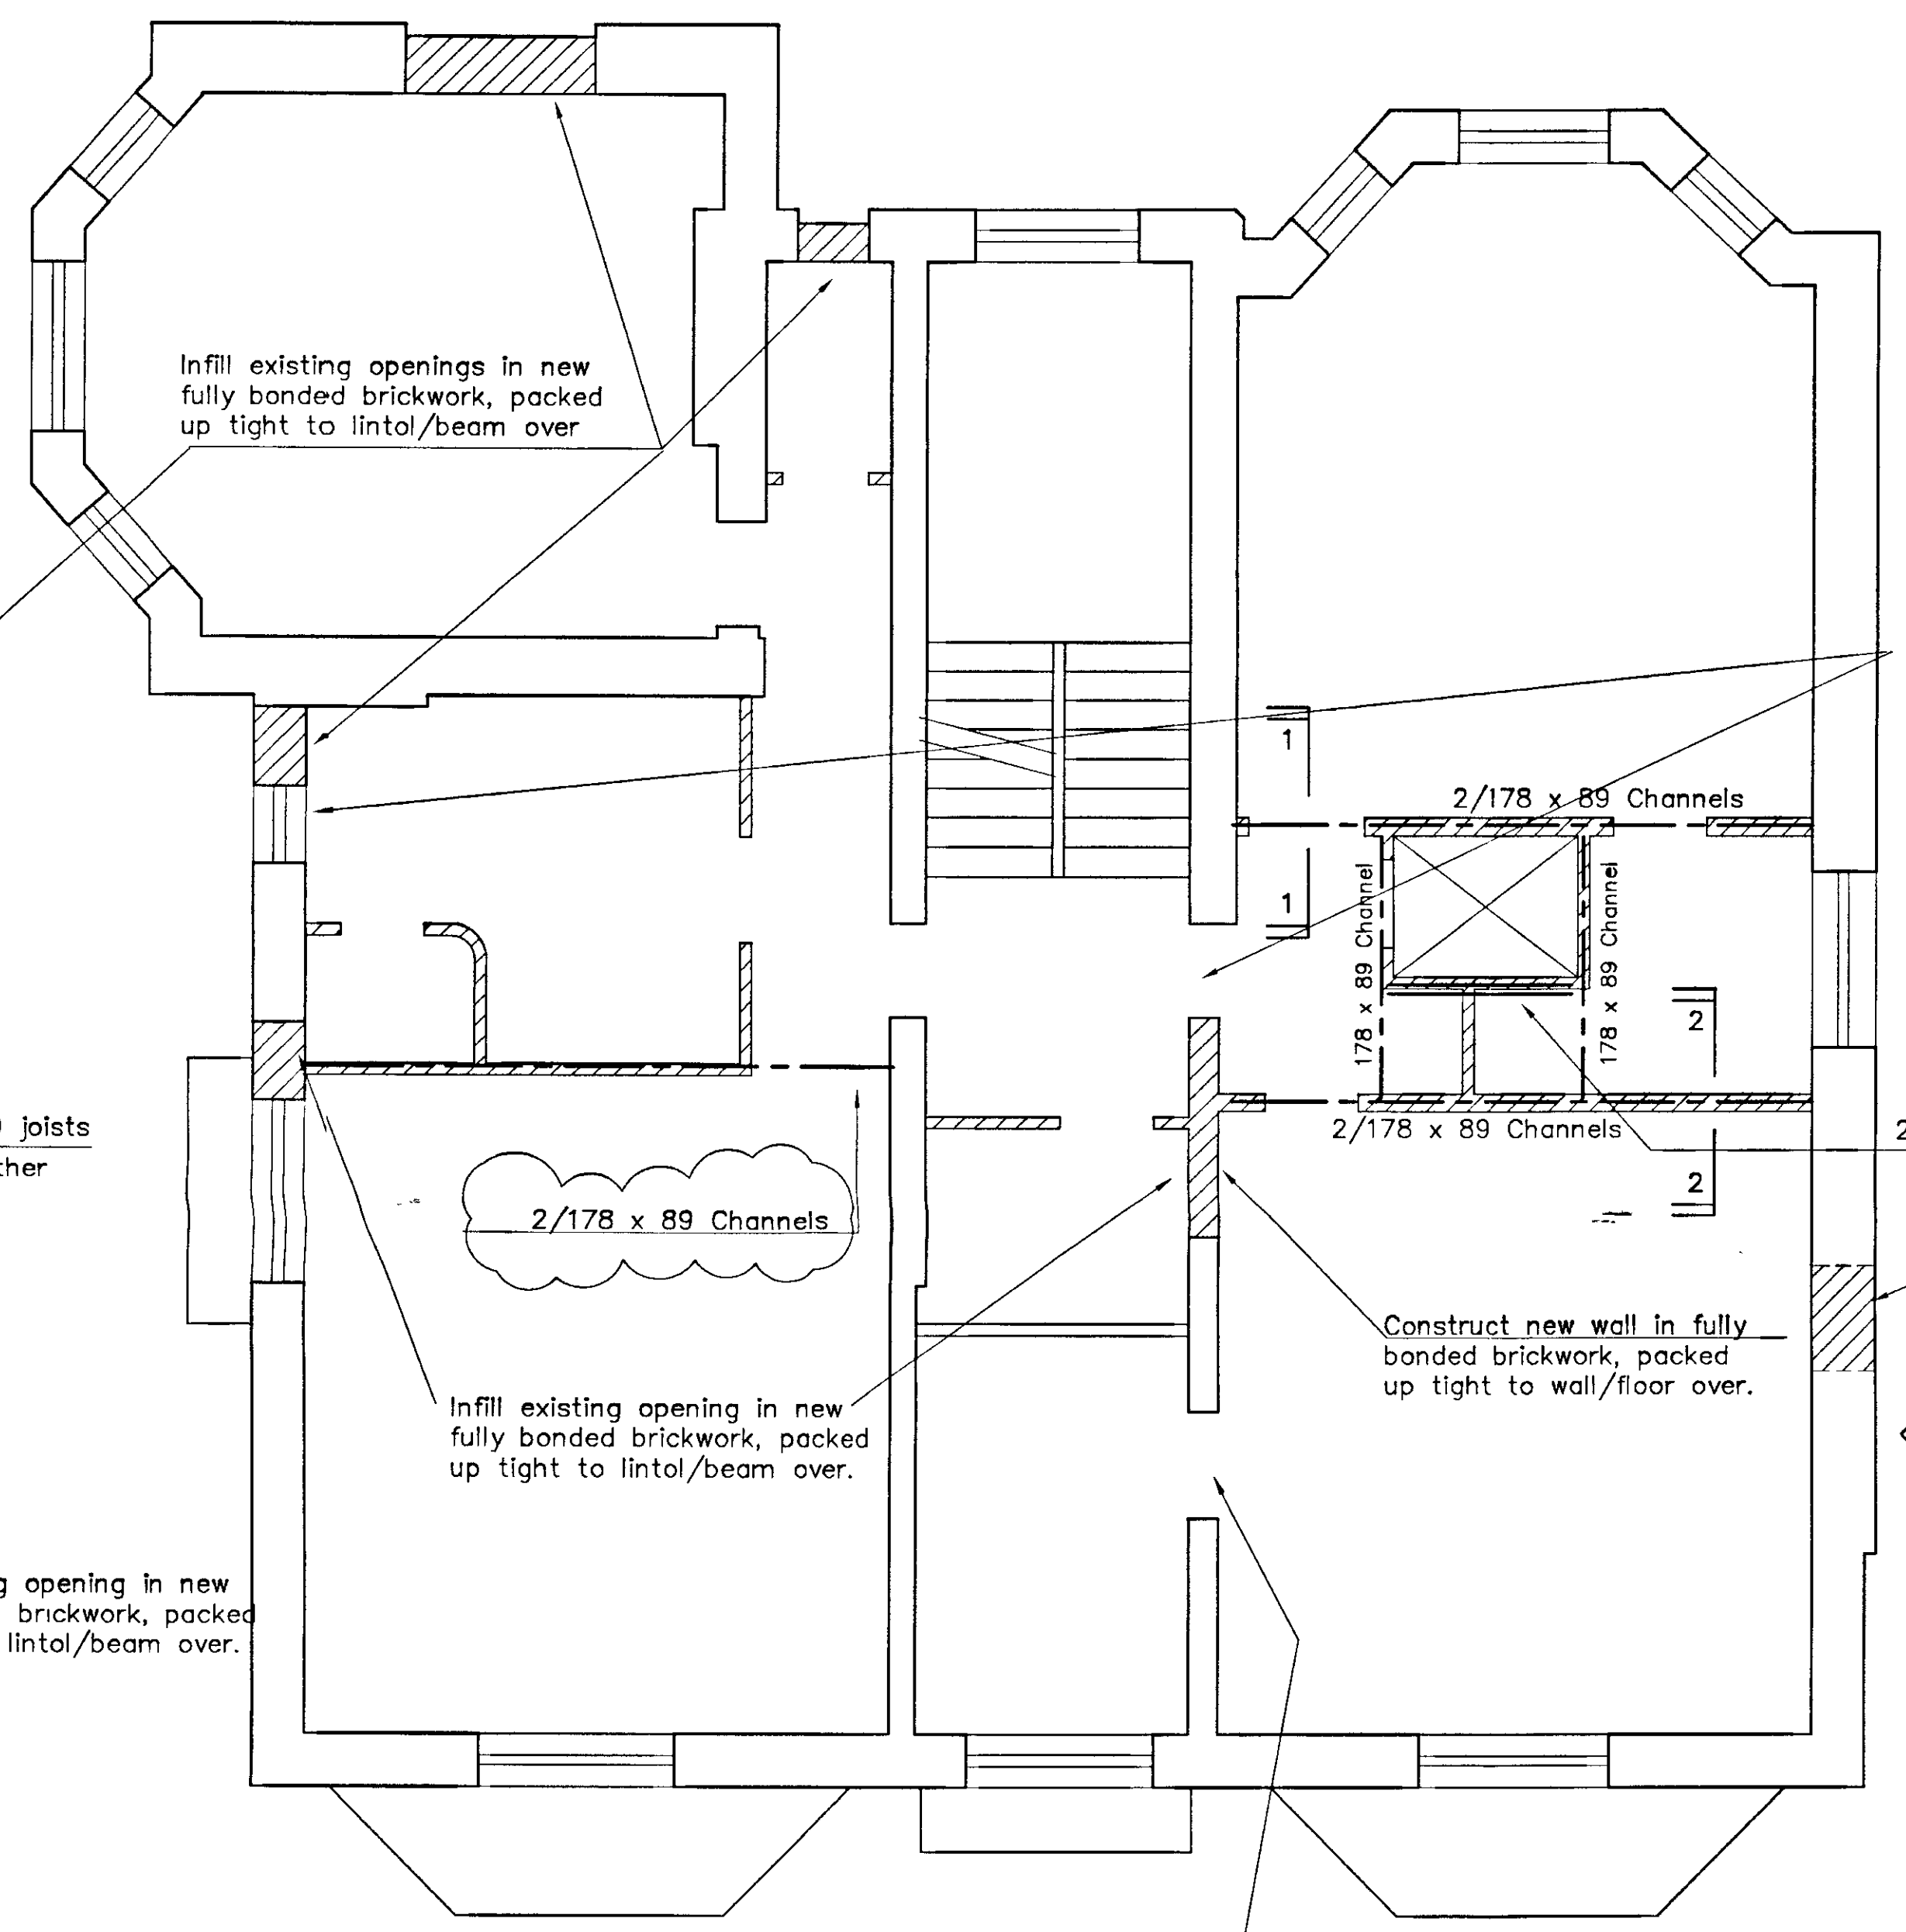 Infill existing openings in new
fully bonded brickwork, packed
up tight to lintol/beam over
1
2/178 x 89 Channels
1
178 x 89 Channel
178 x 89 Channel
2
joists
2/178 x 89 Channels
2
2
2/178 x 89 Channels
Construct new wall in fully
bonded brickwork, packed
up tight to wall/floor over.
Infill existing opening in new
fully bonded brickwork, packed
up tight to lintol/beam over.
opening in new
brickwork, packed
lintol/beam over.